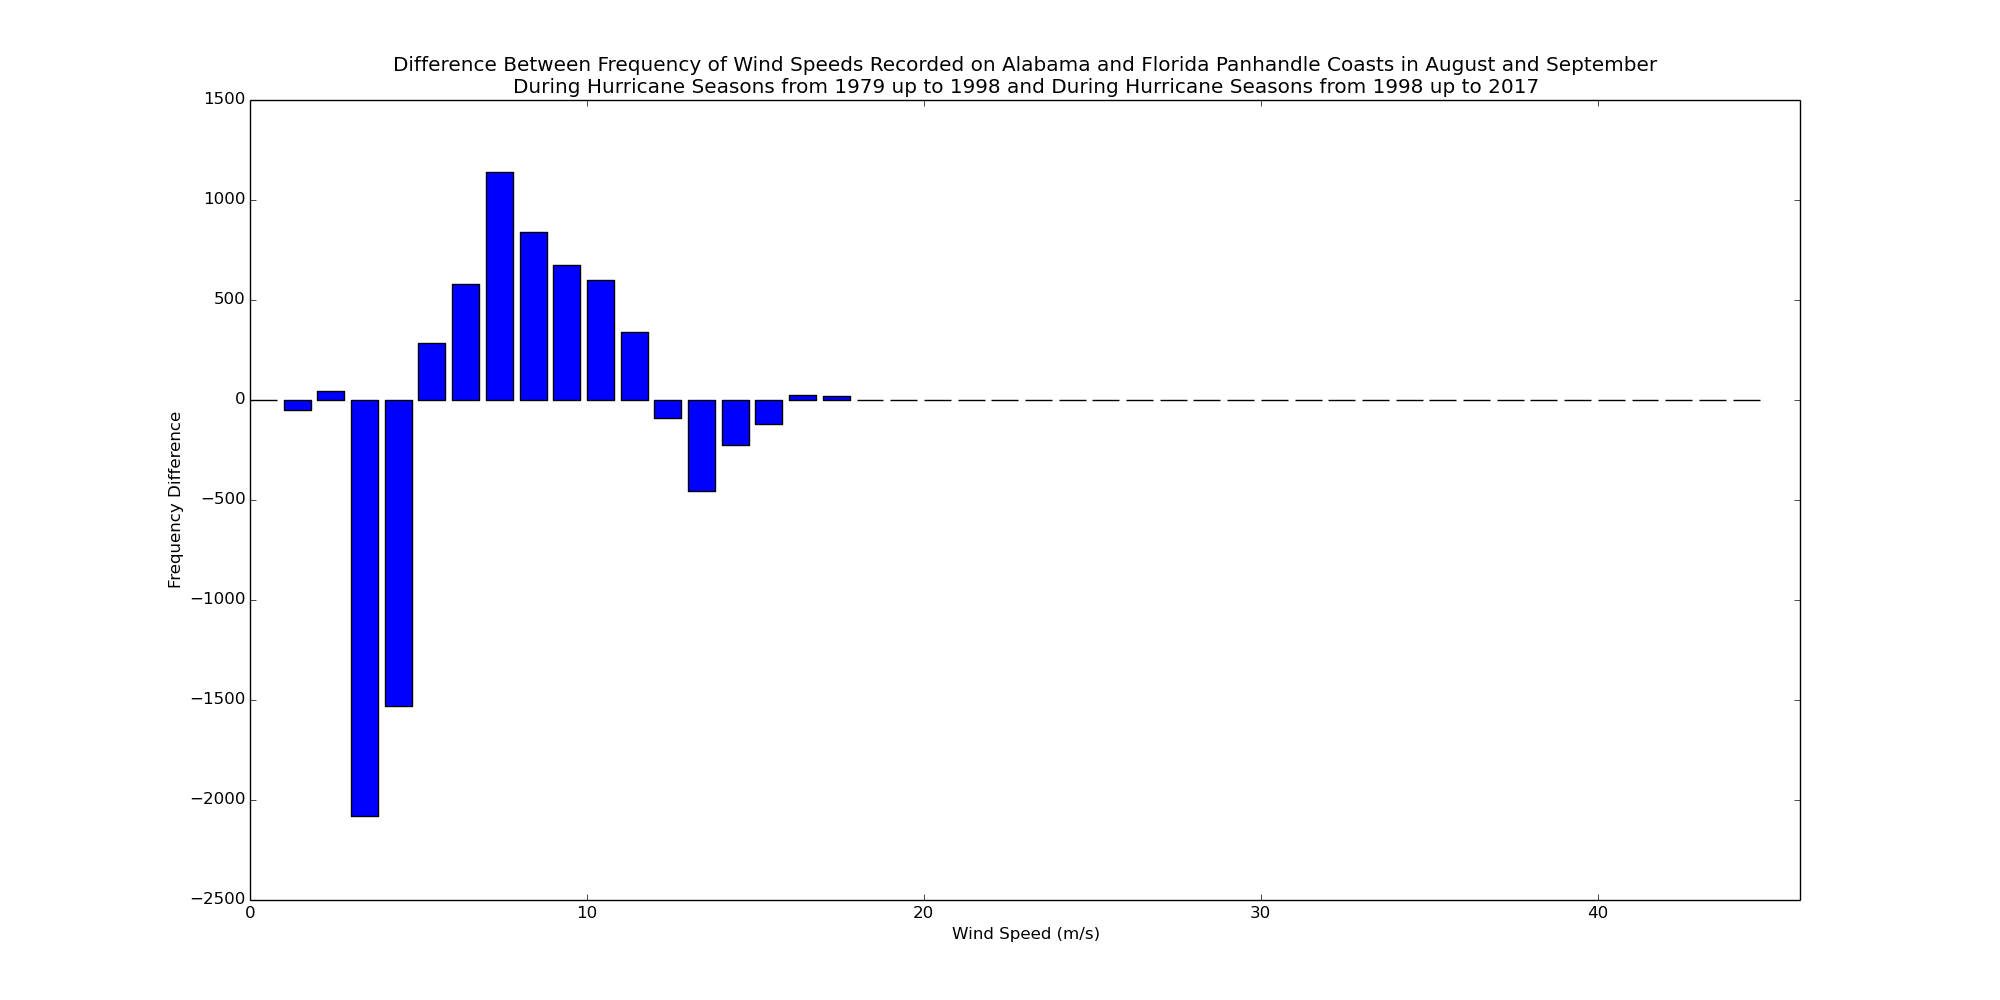 Difference Between Frequency of Wind Speeds Recorded on Alabama and Florida Panhandle Coasts in August and September
During Hurricane Seasons from 1979 up to 1998 and During Hurricane Seasons from 1998 up to 2017
1500
1000
500
0
−500
−1000
−1500
−2000
−2500
Frequency Difference
0 10 20 30 40
Wind Speed (m/s)